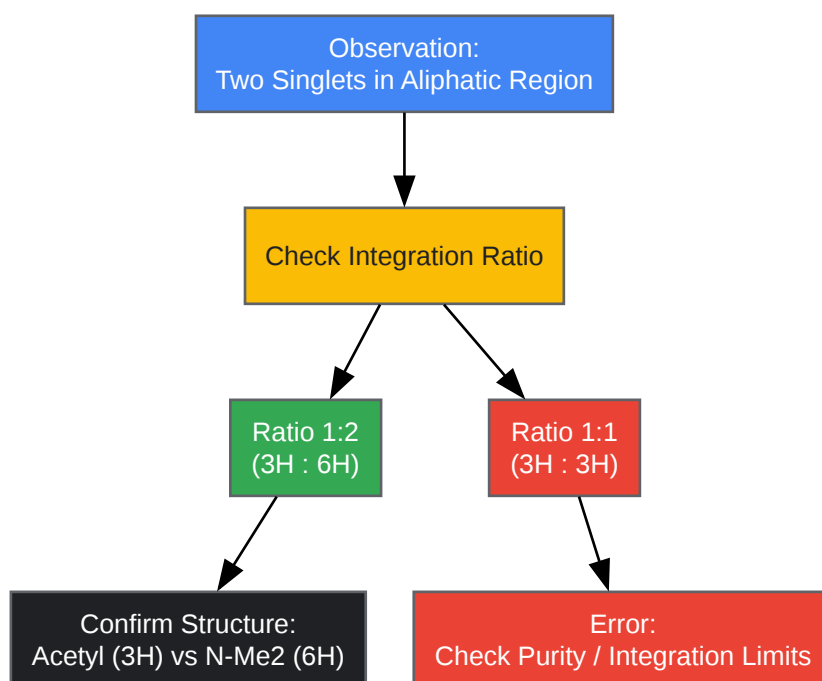 Observation:
Two Singlets in Aliphatic Region
Check Integration Ratio
Ratio 1:2
(3H : 6H)
Ratio 1:1
(3H : 3H)
Confirm Structure:
Acetyl (3H) vs N-Me2 (6H)
Error:
Check Purity / Integration Limits